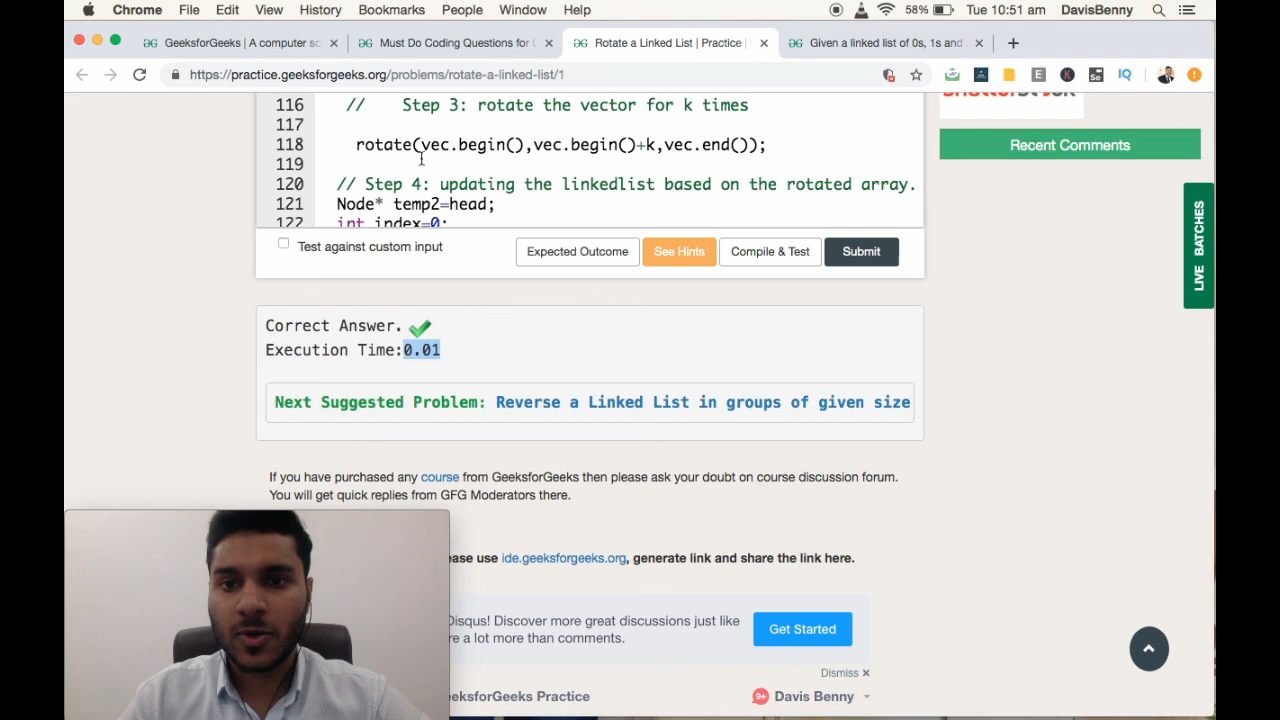 Chrome File Edit View History Bookmarks People Window Help 58% Tue 10:51 am DavisBenny
GeeksforGeeks | A computer sc Must Do Coding Questions for Rotate a Linked List | Practice | Given a linked list of 0s, 1s and
https://practice.geeksforgeeks.org/problems/rotate-a-linked-list/1
116 // Step 3: rotate the vector for k times
117
118 rotate(vec.begin(),vec.begin()+k,vec.end());
119
120 // Step 4: updating the linkedlist based on the rotated array.
121 Node* temp2=head;
122 int index=0;
Recent Comments
LIVE BATCHES
Test against custom input Expected Outcome See Hints Compile & Test Submit
Correct Answer.
Execution Time:0.01
Next Suggested Problem: Reverse a Linked List in groups of given size
If you have purchased any course from GeeksforGeeks then please ask your doubt on course discussion forum.
You will get quick replies from GFG Moderators there.
use ide.geeksforgeeks.org, generate link and share the link here.
Disqus! Discover more great discussions just like
a lot more than comments.
Get Started
Dismiss
Practice 9+ Davis Benny